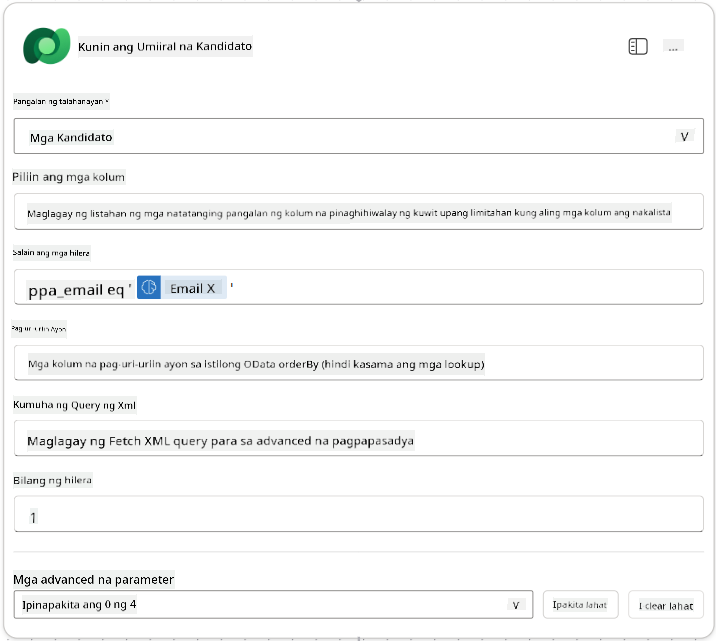 Kunin ang Umiiral na Kandidato
...
Pangalan ng talahanayan *
Mga Kandidato
V
Piliin ang mga kolum
Maglagay ng listahan ng mga natatanging pangalan ng kolum na pinaghihiwalay ng kuwit upang limitahan kung aling mga kolum ang nakalista
Salain ang mga hilera
ppa_email eq ' Email X '
Pag-uri-uriin Ayon
Mga kolum na pag-uri-uriin ayon sa istilong OData orderBy (hindi kasama ang mga lookup)
Kumuha ng Query ng Xml
Maglagay ng Fetch XML query para sa advanced na pagpapasadya
Bilang ng hilera
1
Mga advanced na parameter
Ipinapakita ang 0 ng 4 V Ipakita lahat I clear lahat